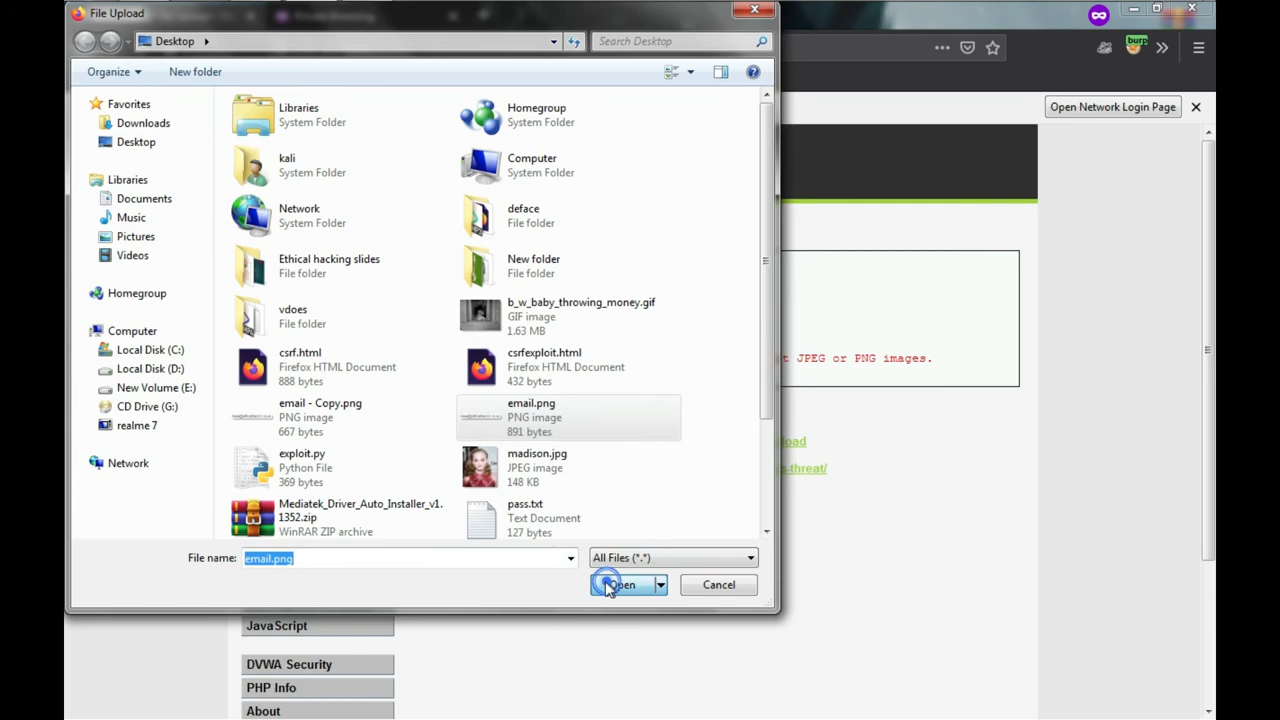 File Upload
Desktop
Search Desktop
Organize
New folder
Favorites
Downloads
Desktop
Libraries
Documents
Music
Pictures
Videos
Homegroup
Computer
Local Disk (C:)
Local Disk (D:)
New Volume (E:)
CD Drive (G:)
realme 7
Network
Libraries
System Folder
Homegroup
System Folder
kali
System Folder
Computer
System Folder
Network
System Folder
deface
File folder
Ethical hacking slides
File folder
New folder
File folder
vdoes
File folder
b_w_baby_throwing_money.gif
GIF image
1.63 MB
csrf.html
Firefox HTML Document
888 bytes
csrfexploit.html
Firefox HTML Document
432 bytes
email - Copy.png
PNG image
667 bytes
email.png
PNG image
891 bytes
exploit.py
Python File
369 bytes
madison.jpg
JPEG image
148 KB
Mediatek_Driver_Auto_Installer_v1.
1352.zip
WinRAR ZIP archive
pass.txt
Text Document
127 bytes
File name:
email.png
All Files (*.*)
Open
Cancel
burp
Open Network Login Page
t JPEG or PNG images.
oad
s-threat/
JavaScript
DVWA Security
PHP Info
About